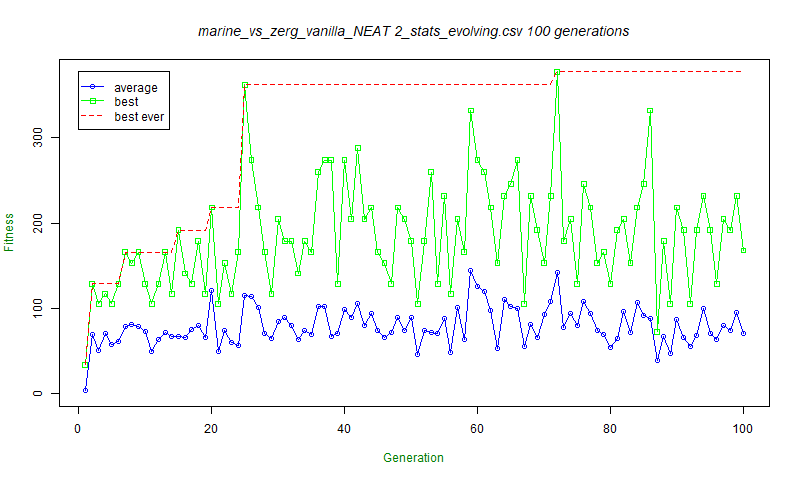 marine_vs_zerg_vanilla_NEAT 2_stats_evolving.csv 100 generations
average
best
best ever
Fitness
300
200
100
0
0 20 40 60 80 100
Generation